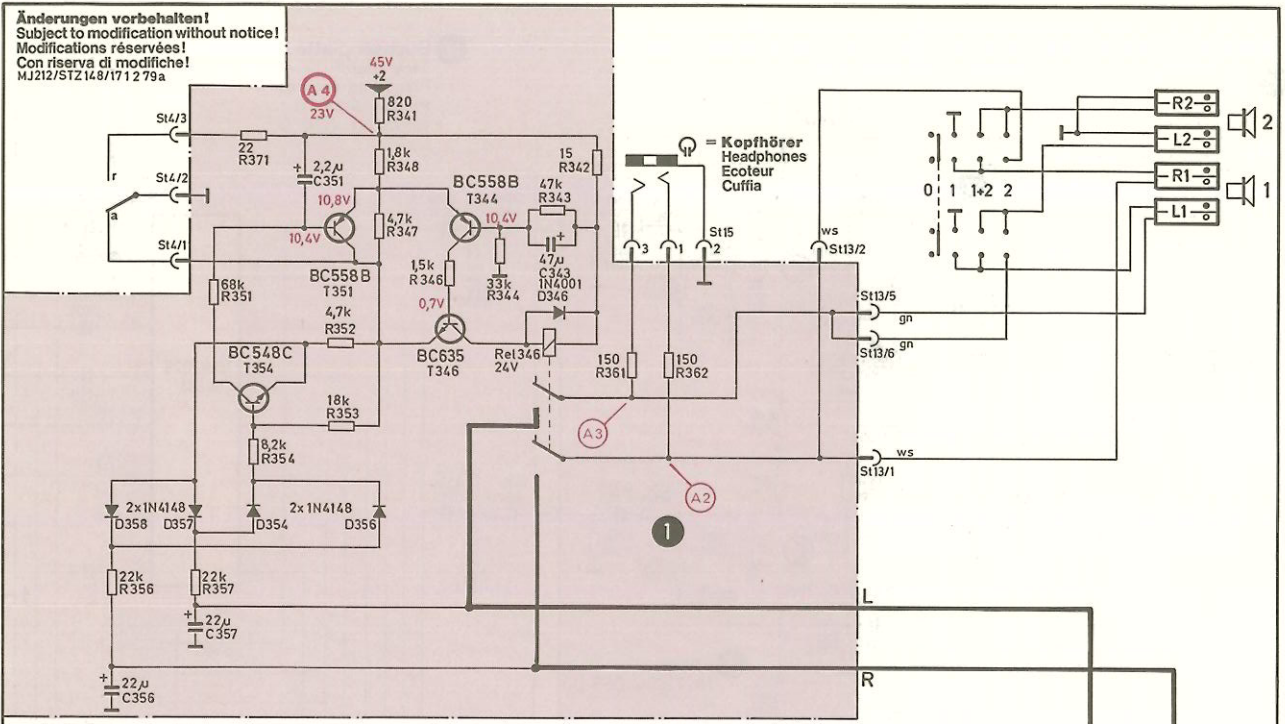 Änderungen vorbehalten!
Subject to modification without notice!
Modifications réservées!
Con riserva di modifiche!
MJ212/STZ148/171279a
45V
+2
A4
23V
820
R341
St4/3
22
R371
2,2µ
C351
1,8k
R348
15
R342
= Kopfhörer
Headphones
Ecoteur
Cuffia
R2
L2
R1
L1
2
1
r
St4/2
a
10,8V
BC558B
T344
47k
R343
10,4V
4,7k
R347
10,4V
47µ
C343
1N4001
D346
0 1 1+2 2
St4/1
BC558B
T351
1,5k
R346
33k
R344
3 1 2
St15
ws
St13/2
68k
R351
4,7k
R352
0,7V
St13/5
gn
St13/6
gn
BC548C
T354
BC635
T346
Rel346
24V
150
R361
150
R362
18k
R353
A3
8,2k
R354
ws
St13/1
A2
2x1N4148
D358 D357
2x1N4148
D354 D356
1
22k
R356
22k
R357
L
+
22µ
C357
R
+
22µ
C356